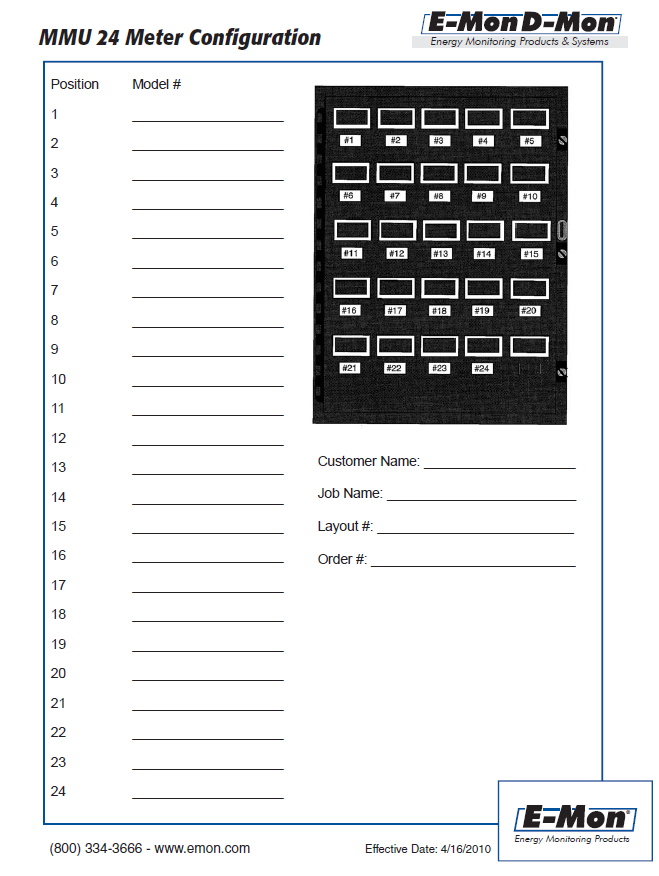 MMU 24 Meter Configuration
E-Mon D-Mon®
Energy Monitoring Products & Systems
Position Model #
1
2
3
4
5
6
7
8
9
10
11
12
13
14
15
16
17
18
19
20
21
22
23
24
#1 #2 #3 #4 #5
#6 #7 #8 #9 #10
#11 #12 #13 #14 #15
#16 #17 #18 #19 #20
#21 #22 #23 #24
Customer Name:
Job Name:
Layout #:
Order #:
E-Mon®
Energy Monitoring Products
(800) 334-3666 - www.emon.com
Effective Date: 4/16/2010